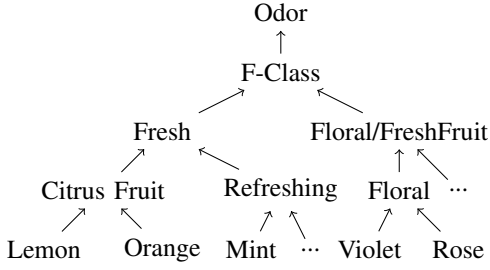 Odor
F-Class
Fresh Floral/FreshFruit
Citrus Fruit Refreshing Floral ...
Lemon Orange Mint ... Violet Rose